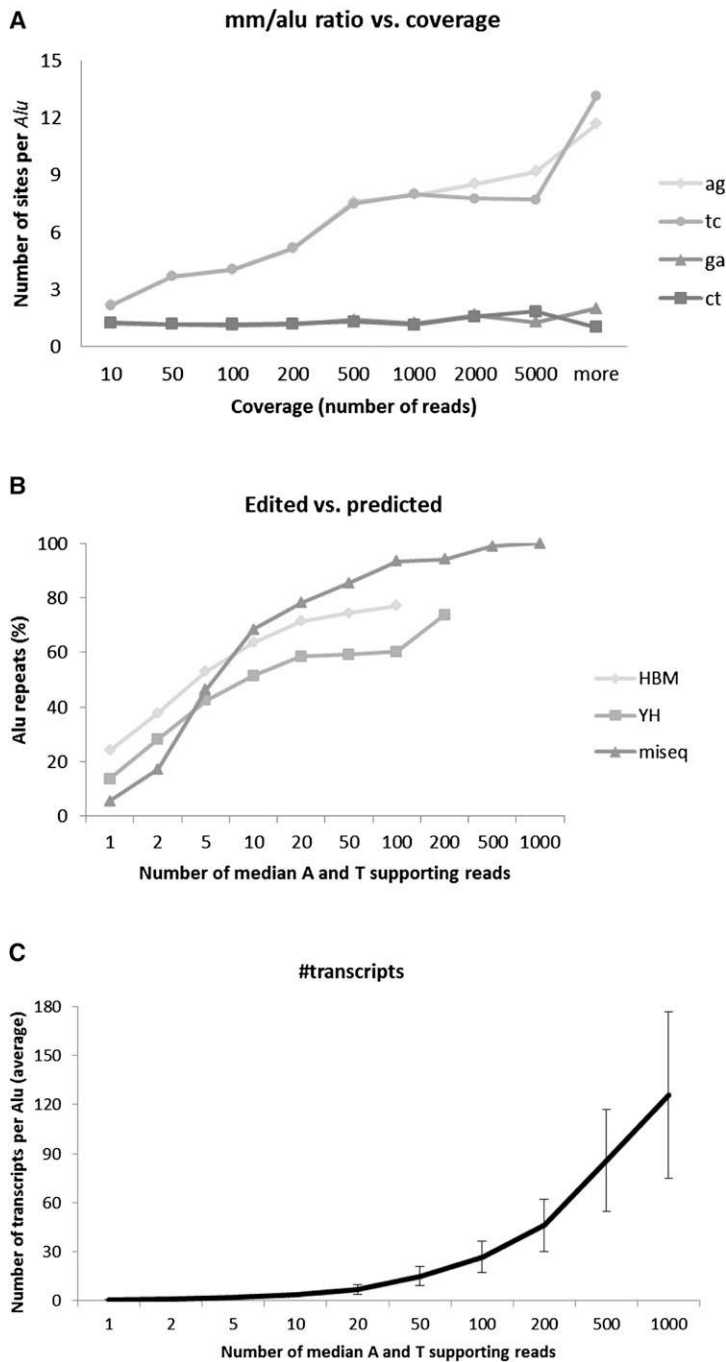 A
mm/alu ratio vs. coverage
15
12
9
6
3
0
Number of sites per Alu
10 50 100 200 500 1000 2000 5000 more
Coverage (number of reads)
ag
tc
ga
ct
B
Edited vs. predicted
100
80
60
40
20
0
Alu repeats (%)
1 2 5 10 20 50 100 200 500 1000
Number of median A and T supporting reads
HBM
YH
miseq
C
#transcripts
180
150
120
90
60
30
0
Number of transcripts per Alu (average)
1 2 5 10 20 50 100 200 500 1000
Number of median A and T supporting reads